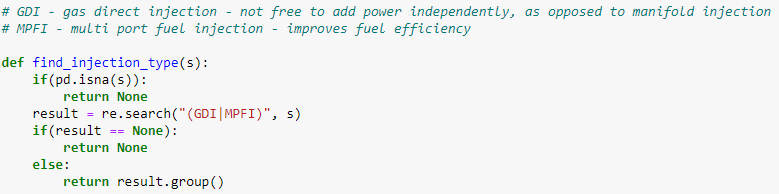 # GDI - gas direct injection - not free to add power independently, as opposed to manifold injection
# MPFI - multi port fuel injection - improves fuel efficiency

def find_injection_type(s):
    if(pd.isna(s)):
        return None
    result = re.search("(GDI|MPFI)", s)
    if(result == None):
        return None
    else:
        return result.group()